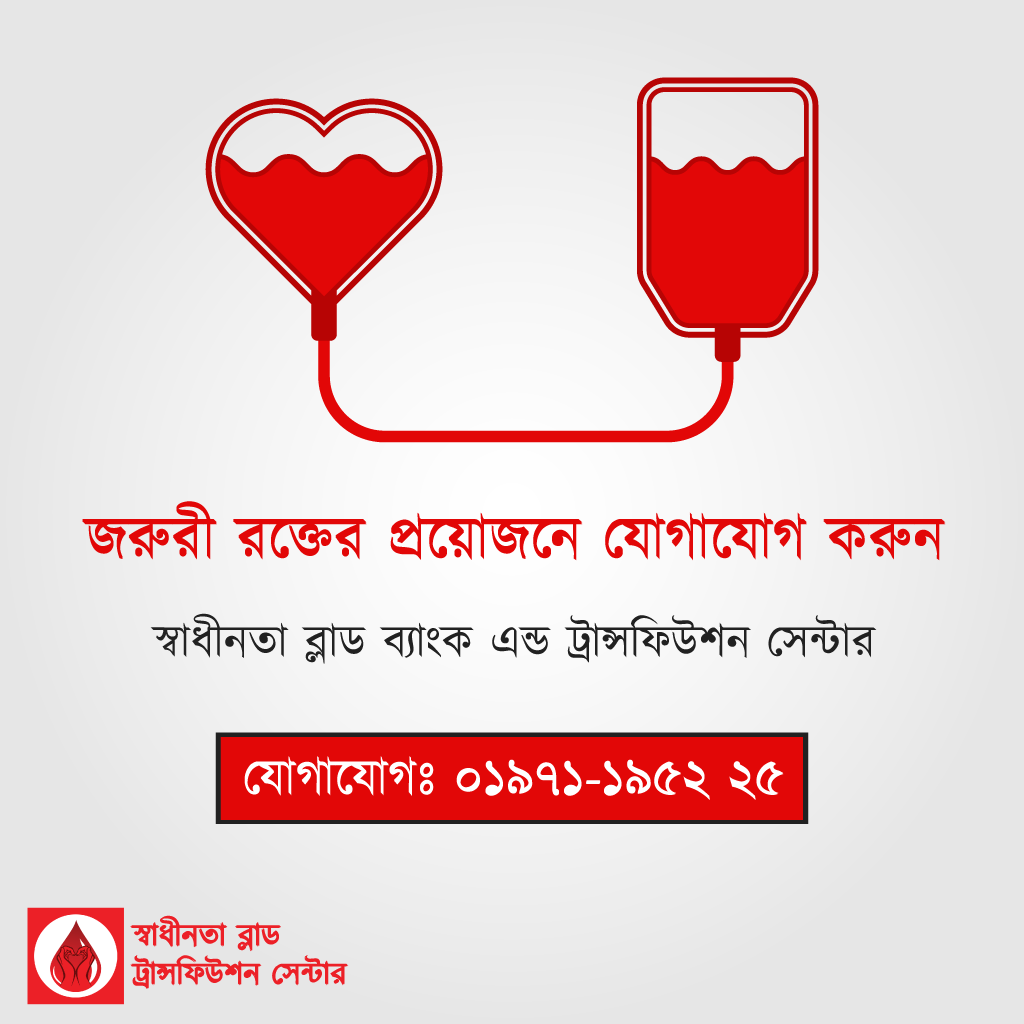 জরুরী রক্তের প্রয়োজনে যোগাযোগ করুন
স্বাধীনতা ব্লাড ব্যাংক এন্ড ট্রান্সফিউশন সেন্টার
যোগাযোগঃ ০১৯৭১-১৯৫২ ২৫
স্বাধীনতা ব্লাড
ট্রান্সফিউশন সেন্টার